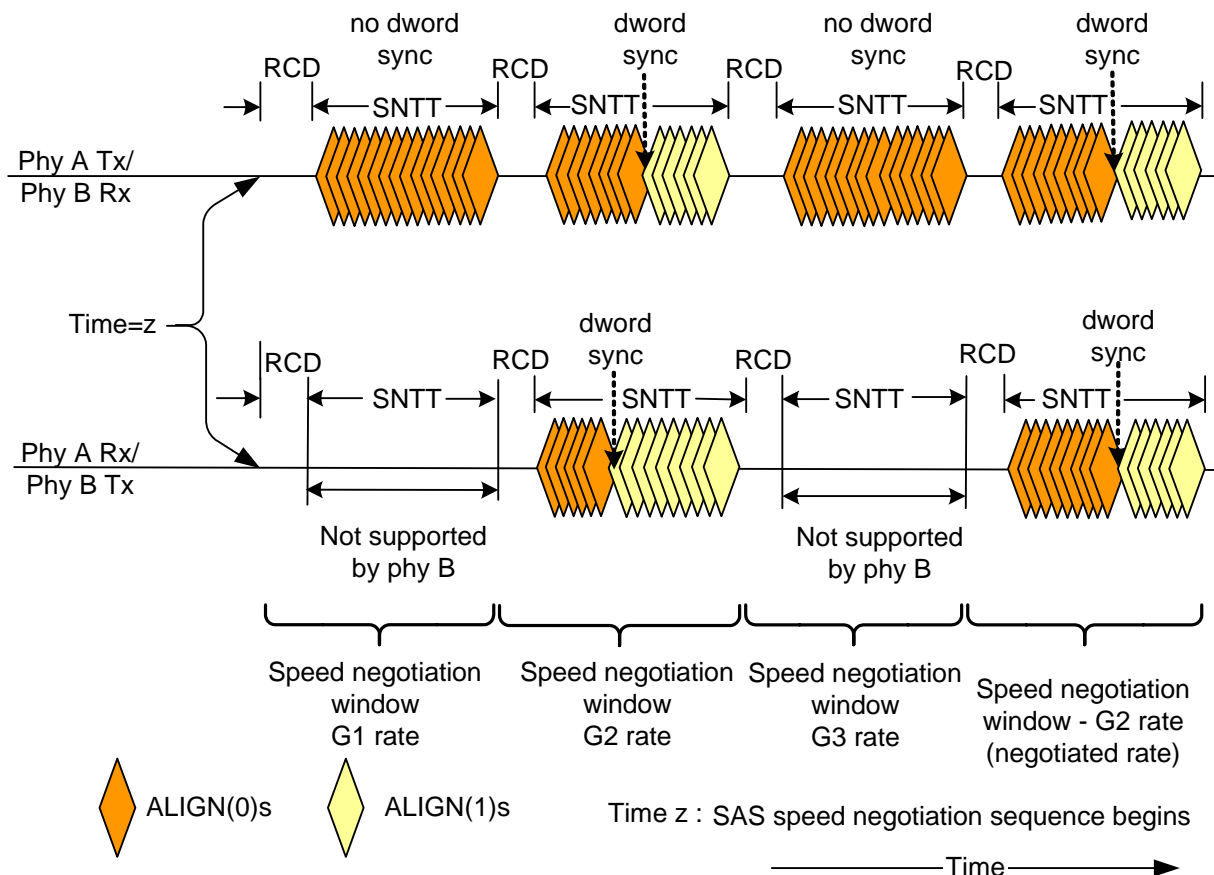 no dword
sync
dword
sync
no dword
sync
dword
sync
RCD
RCD
RCD
RCD
SNTT
SNTT
SNTT
SNTT
Phy A Tx/
Phy B Rx
Time=z
dword
sync
dword
sync
RCD
RCD
RCD
RCD
SNTT
SNTT
SNTT
SNTT
Phy A Rx/
Phy B Tx
Not supported
by phy B
Not supported
by phy B
Speed negotiation
window
G1 rate
Speed negotiation
window
G2 rate
Speed negotiation
window
G3 rate
Speed negotiation
window - G2 rate
(negotiated rate)
ALIGN(0)s
ALIGN(1)s
Time z : SAS speed negotiation sequence begins
Time